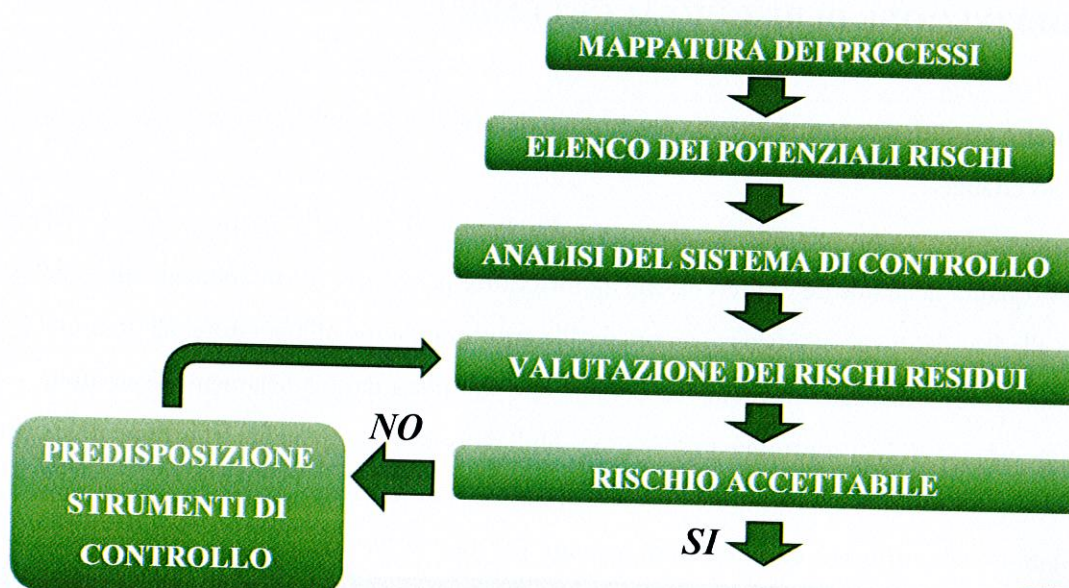 MAPPATURA DEI PROCESSI
ELENCO DEI POTENZIALI RISCHI
ANALISI DEL SISTEMA DI CONTROLLO
VALUTAZIONE DEI RISCHI RESIDUI
NO
RISCHIO ACCETTABILE
PREDISPOSIZIONE
STRUMENTI DI
CONTROLLO
SI